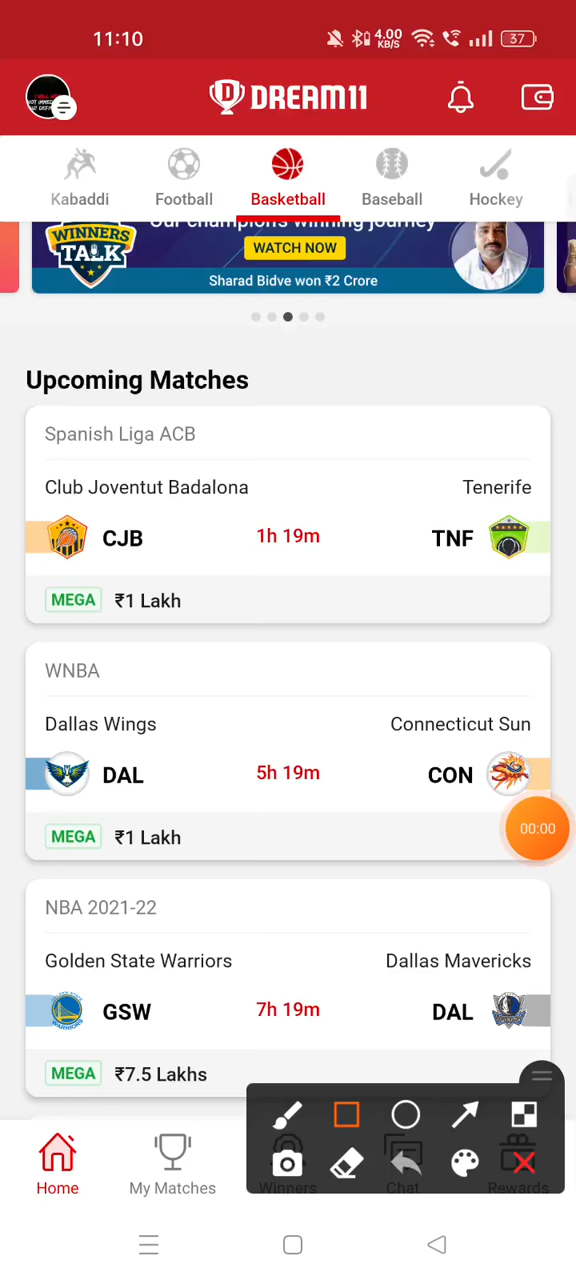 11:10 4.00 KB/S 37
DREAM11
Kabaddi Football Basketball Baseball Hockey
WINNERS TALK
Our champions winning journey
WATCH NOW
Sharad Bidve won ₹2 Crore
Upcoming Matches
Spanish Liga ACB
Club Joventut Badalona Tenerife
CJB 1h 19m TNF
MEGA ₹1 Lakh
WNBA
Dallas Wings Connecticut Sun
DAL 5h 19m CON
MEGA ₹1 Lakh
00:00
NBA 2021-22
Golden State Warriors Dallas Mavericks
GSW 7h 19m DAL
MEGA ₹7.5 Lakhs
Home My Matches Winners Chat Rewards